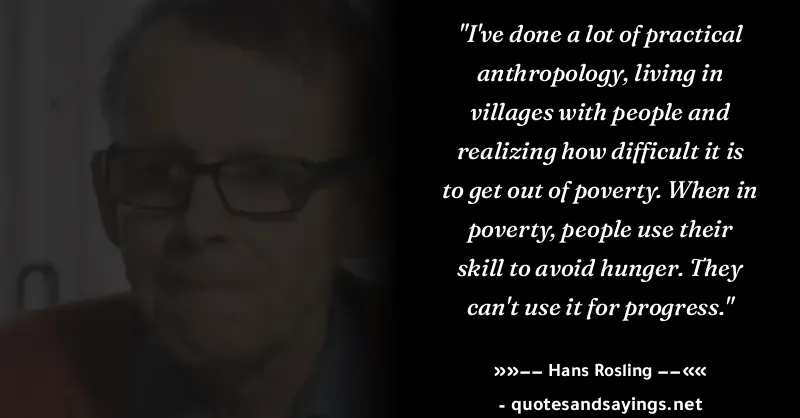 "I've done a lot of practical
anthropology, living in
villages with people and
realizing how difficult it is
to get out of poverty. When in
poverty, people use their
skill to avoid hunger. They
can't use it for progress."
»»–– Hans Rosling ––««
- quotesandsayings.net